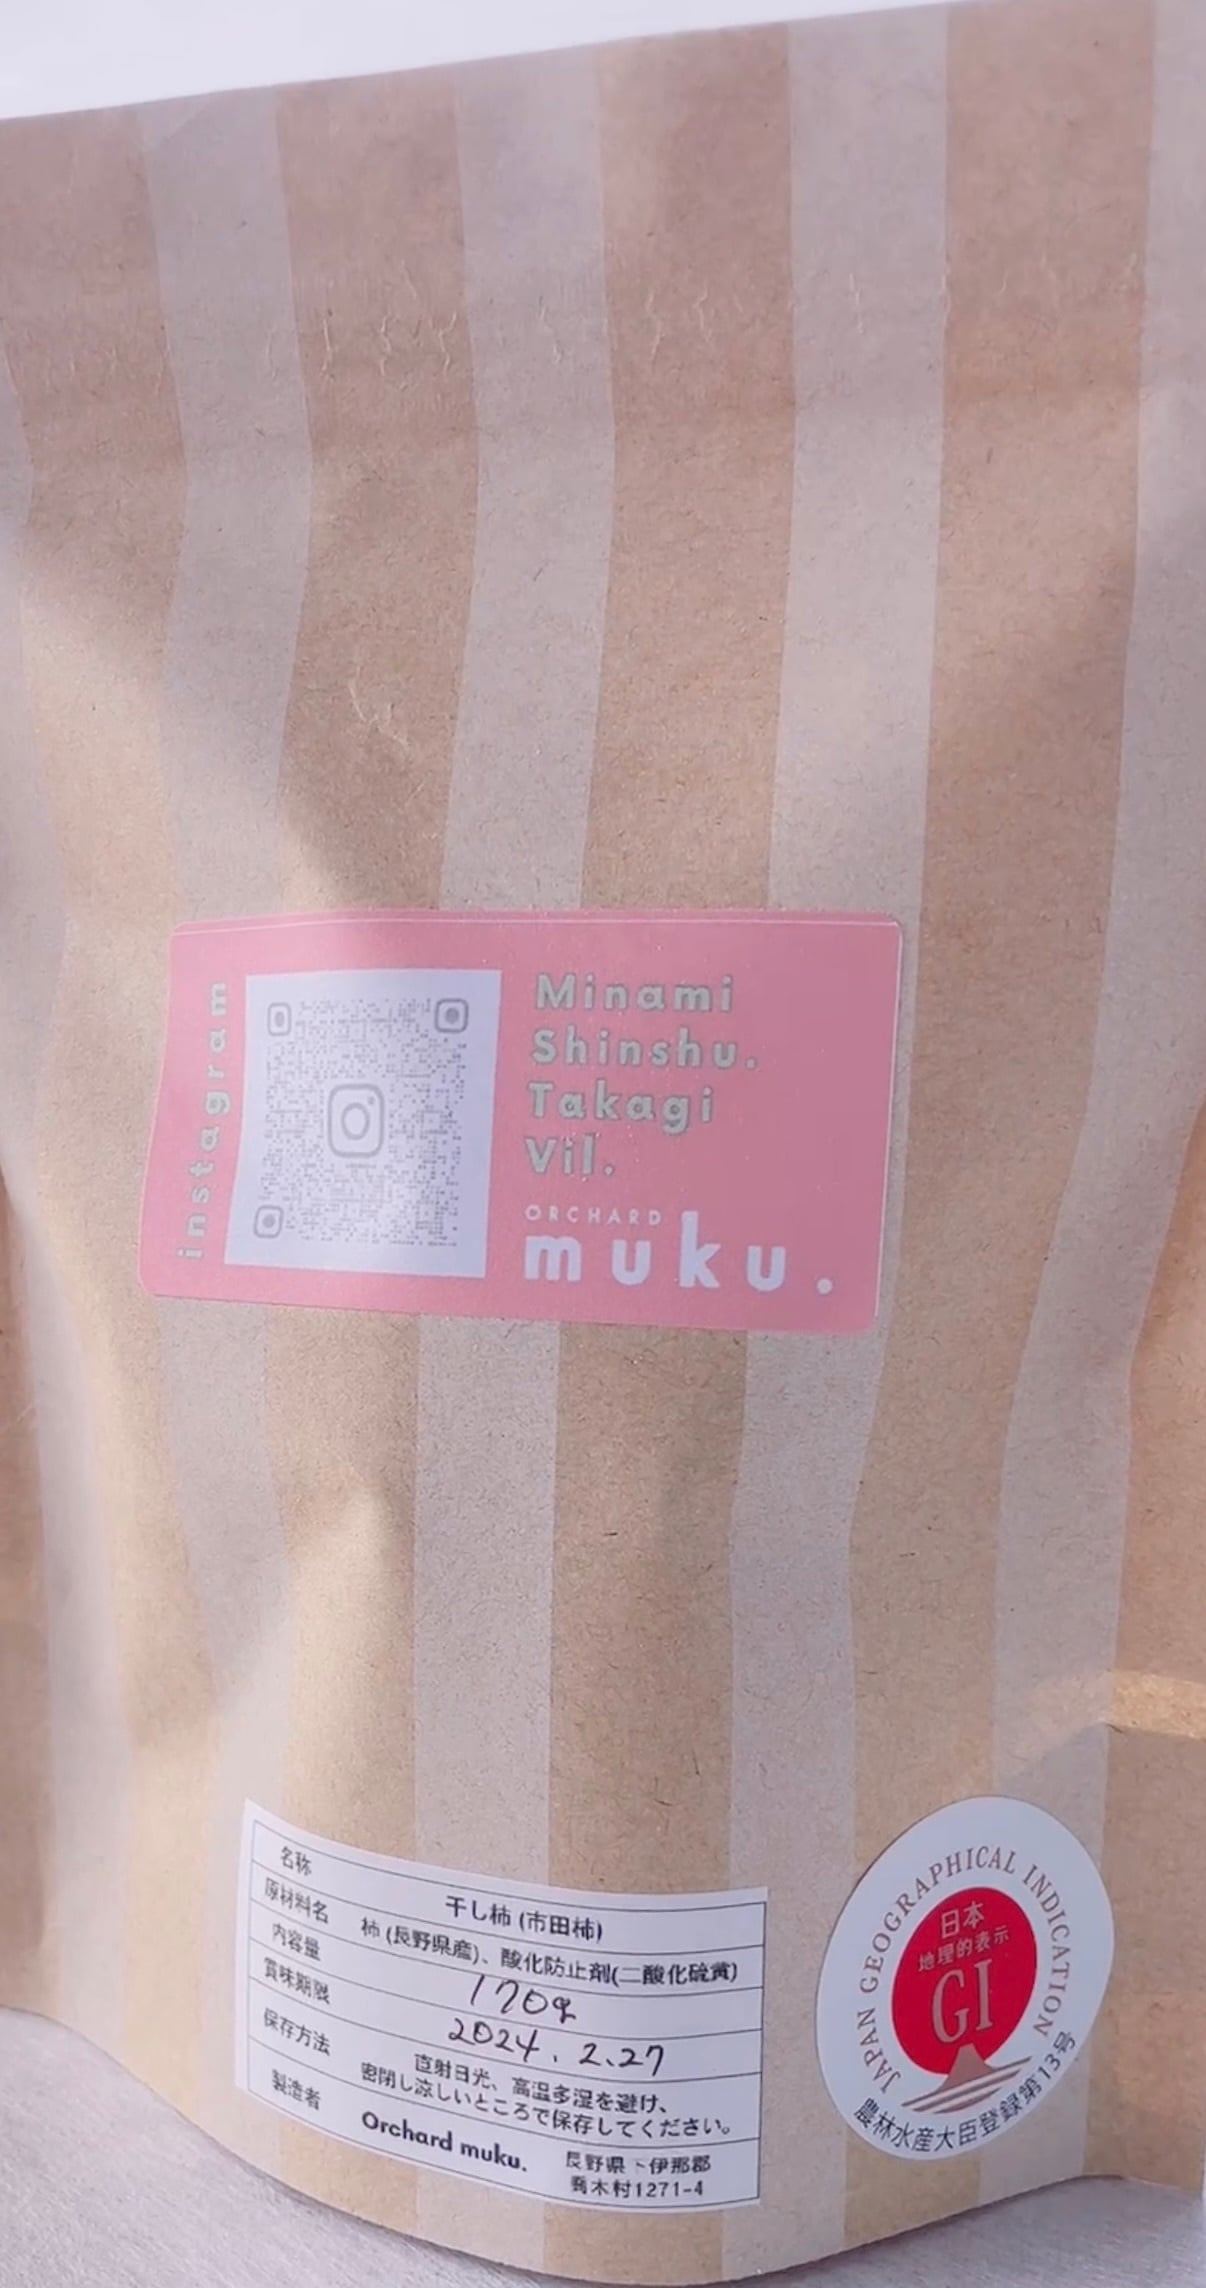 instagram
Minami
Shinshu.
Takagi
Vil.
ORCHARD
muku.
名称
干し柿 (市田柿)
原材料名
柿 (長野県産)、酸化防止剤(二酸化硫黄)
内容量
170g
賞味期限
2024.2.27
保存方法
直射日光、高温多湿を避け、
密閉し涼しいところで保存してください。
製造者
Orchard muku.
長野県下伊那郡
喬木村1271-4
JAPAN GEOGRAPHICAL INDICATION
日本
地理的表示
GI
農林水産大臣登録第13号